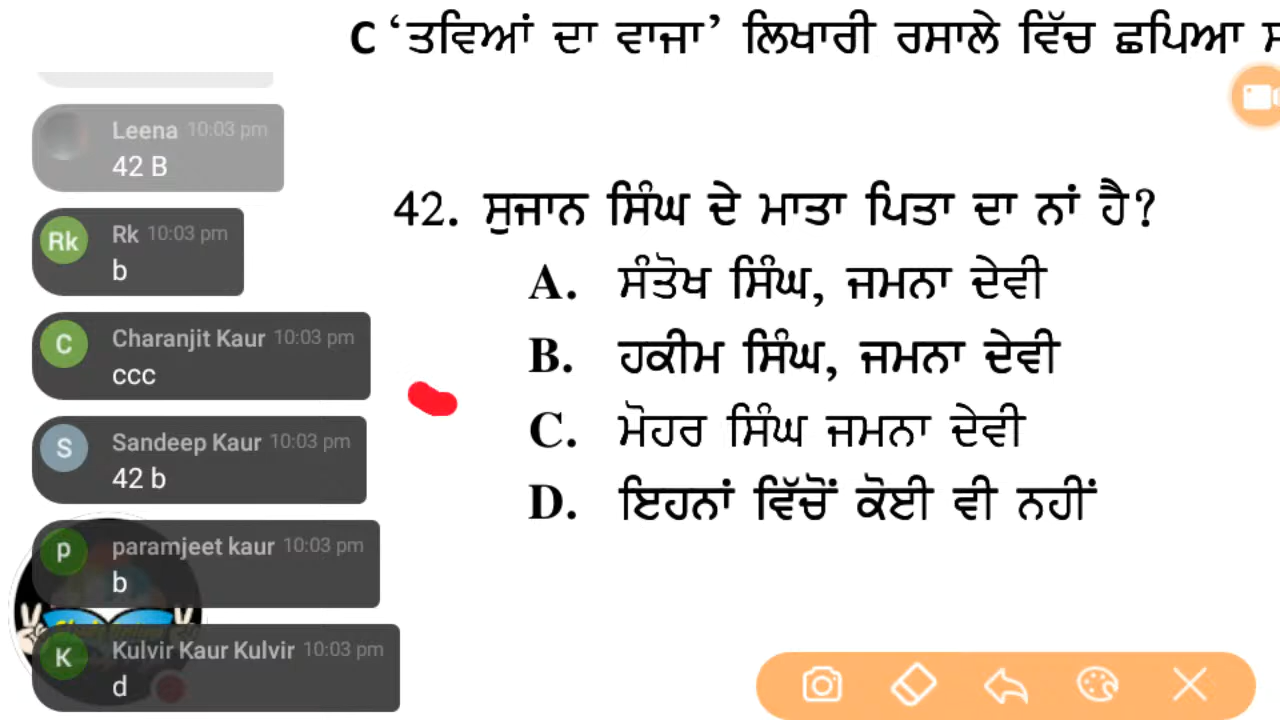 C ‘ਤਵਿਆਂ ਦਾ ਵਾਜਾ’ ਲਿਖਾਰੀ ਰਸਾਲੇ ਵਿੱਚ ਛਪਿਆ
Leena 10:03 pm
42 B
Rk Rk 10:03 pm
b
C Charanjit Kaur 10:03 pm
ccc
S Sandeep Kaur 10:03 pm
42 b
p paramjeet kaur 10:03 pm
b
K Kulvir Kaur Kulvir 10:03 pm
d
42. ਸੁਜਾਨ ਸਿੰਘ ਦੇ ਮਾਤਾ ਪਿਤਾ ਦਾ ਨਾਂ ਹੈ?
A. ਸੰਤੋਖ ਸਿੰਘ, ਜਮਨਾ ਦੇਵੀ
B. ਹਕੀਮ ਸਿੰਘ, ਜਮਨਾ ਦੇਵੀ
C. ਮੋਹਰ ਸਿੰਘ ਜਮਨਾ ਦੇਵੀ
D. ਇਹਨਾਂ ਵਿੱਚੋਂ ਕੋਈ ਵੀ ਨਹੀਂ